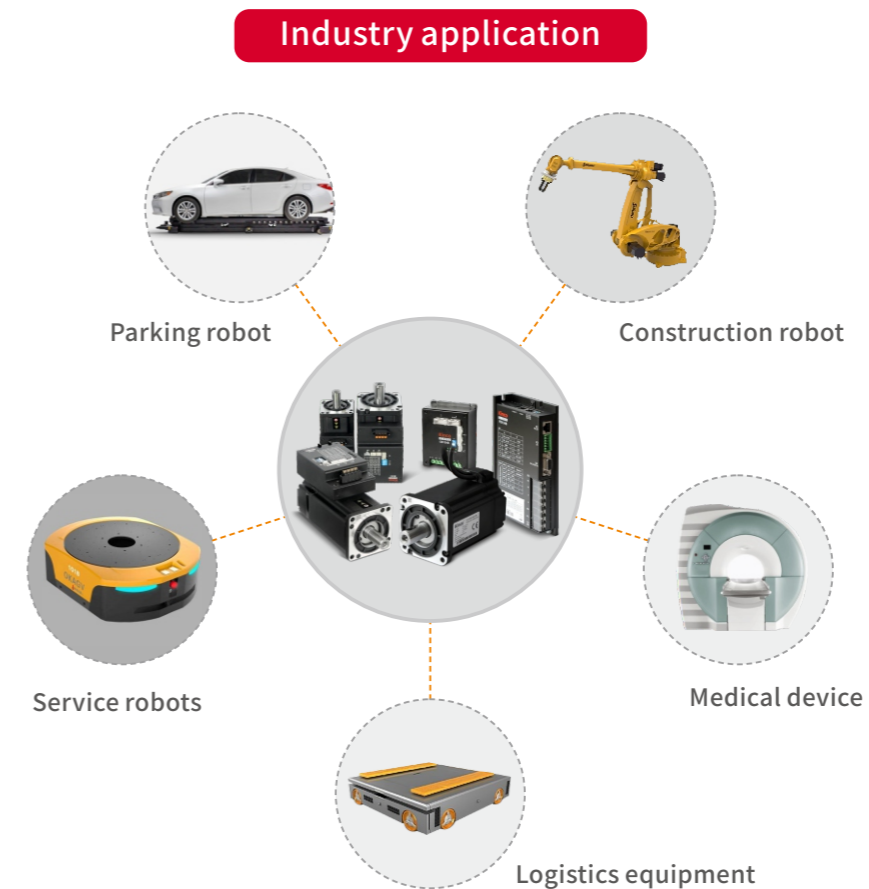 Industry application
Parking robot
Construction robot
Service robots
Medical device
Logistics equipment